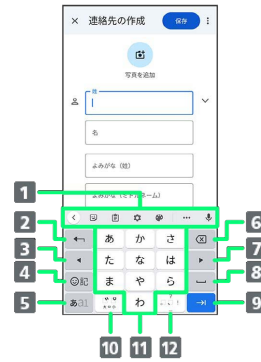 × 連絡先の作成 保存
写真を追加
姓
名
よみがな (姓)
よみがな (ミドルネーム)
1
2 あ か さ 6
3 た な は 7
4 ☺記 ま や ら 8
5 あa1 わ 9
10 11 12